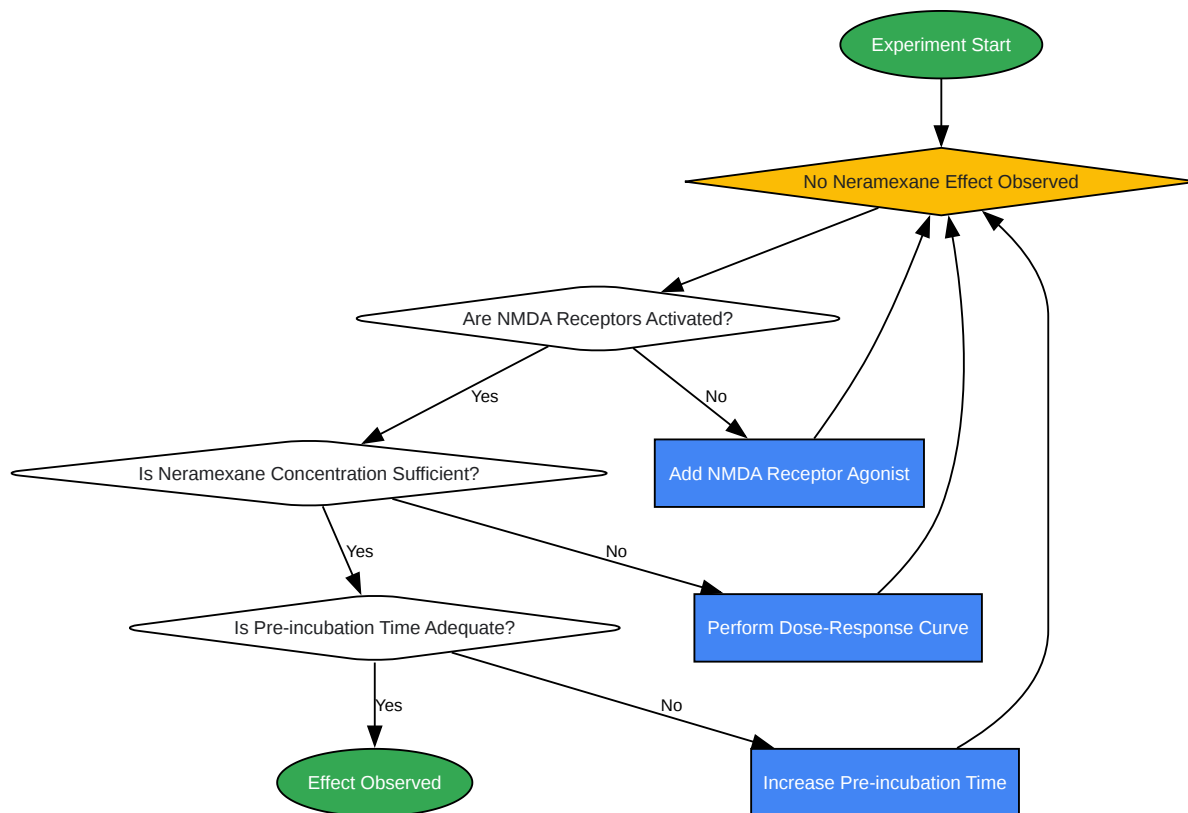 Experiment Start
No Neramexane Effect Observed
Are NMDA Receptors Activated?
Yes
No
Is Neramexane Concentration Sufficient?
Add NMDA Receptor Agonist
Yes
No
Is Pre-incubation Time Adequate?
Perform Dose-Response Curve
Yes
No
Effect Observed
Increase Pre-incubation Time